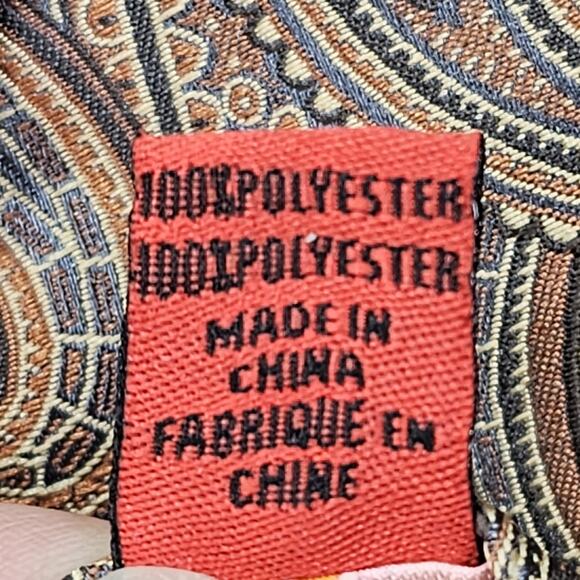 100%POLYESTER
100%POLYESTER
MADE IN
CHINA
FABRIQUE EN
CHINE